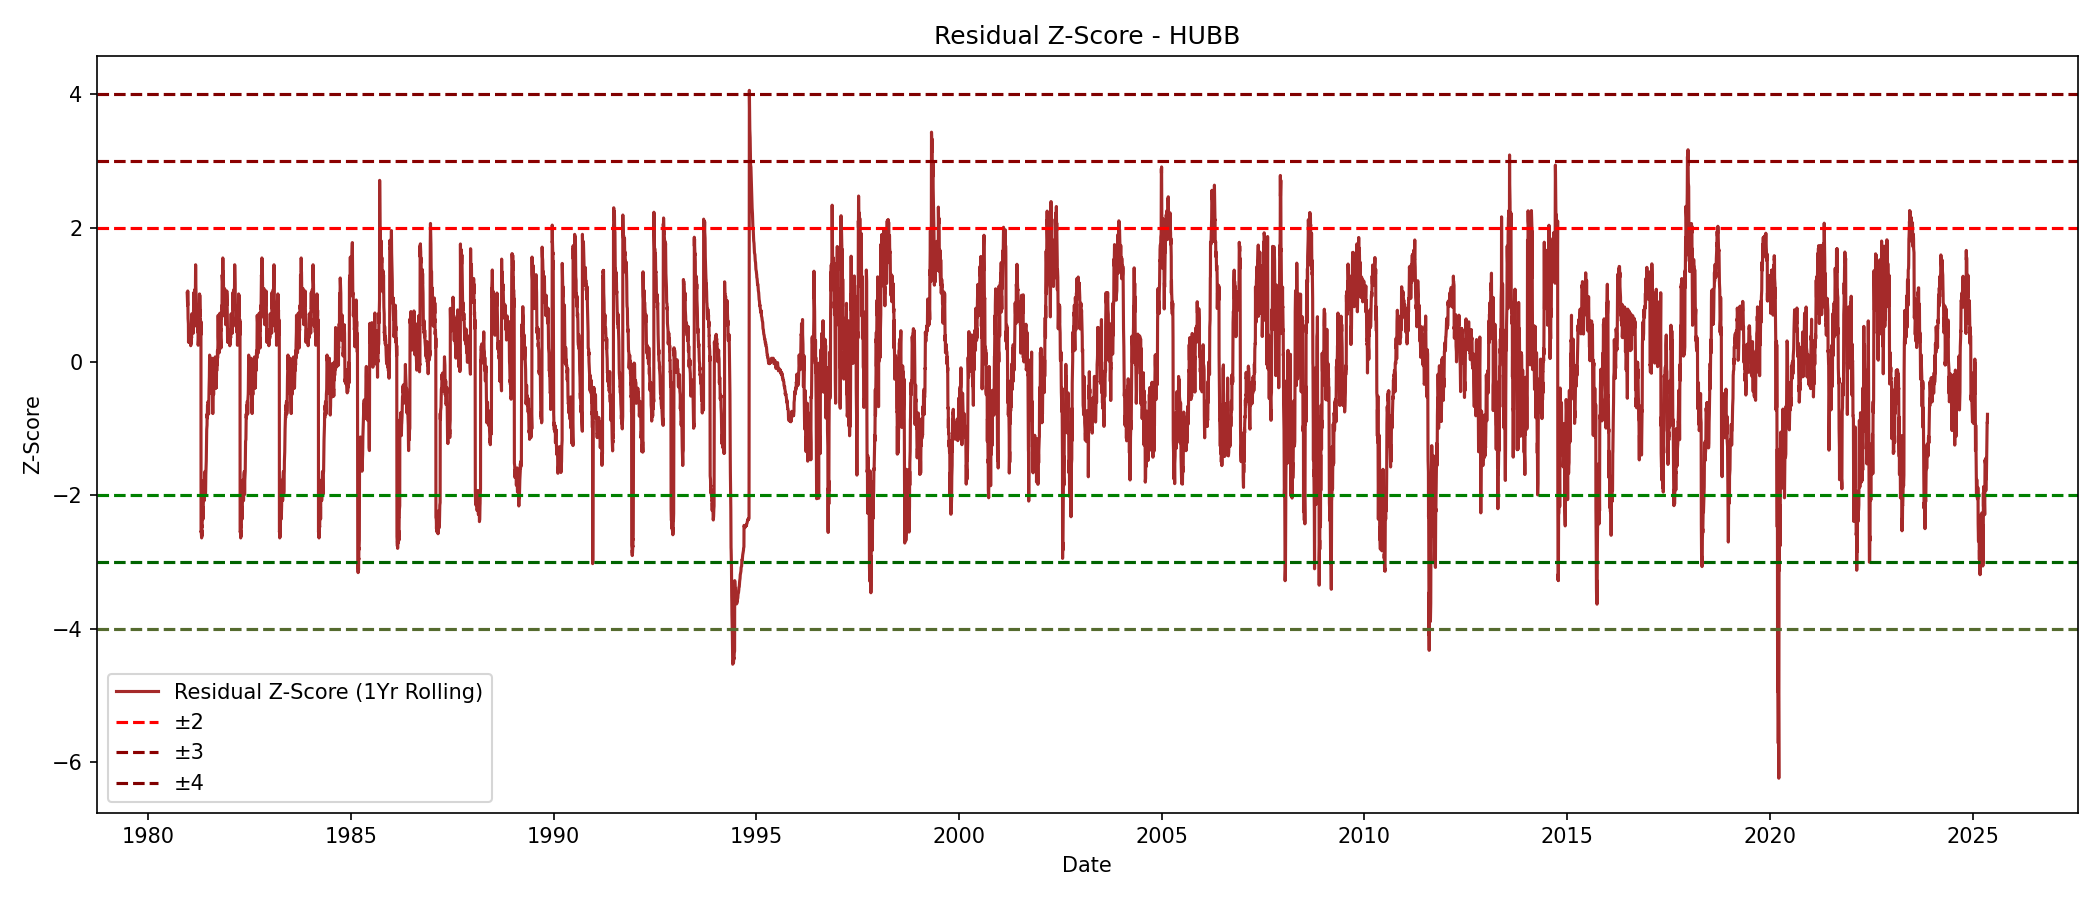 Residual Z-Score - HUBB
Z-Score
4
2
0
−2
−4
−6
Residual Z-Score (1Yr Rolling)
±2
±3
±4
1980 1985 1990 1995 2000 2005 2010 2015 2020 2025
Date